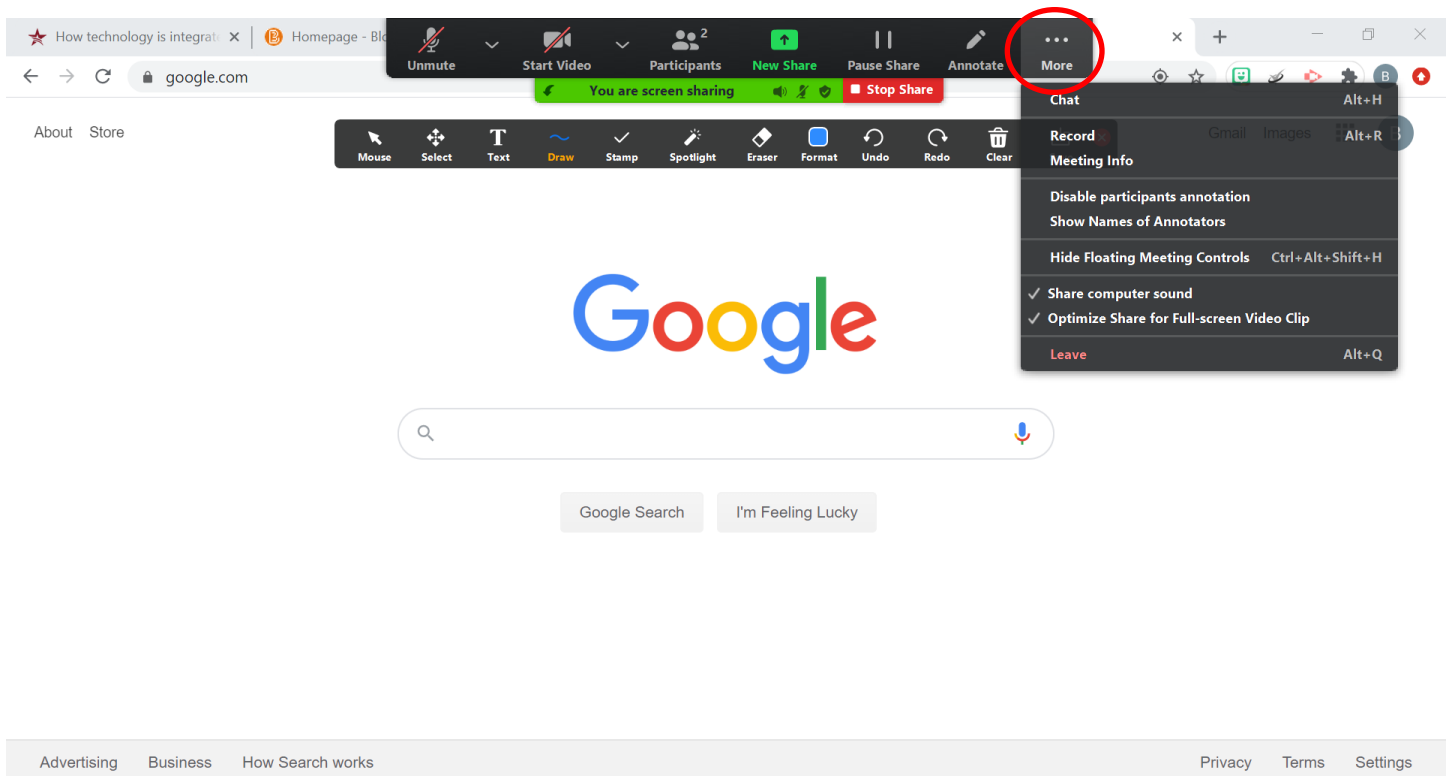 How technology is integrat
Homepage - Blo
Unmute
Start Video
Participants 2
New Share
Pause Share
Annotate
More
google.com
You are screen sharing
Stop Share
B
About Store
Gmail Images
B
Mouse Select Text Draw Stamp Spotlight Eraser Format Undo Redo Clear
Chat Alt+H
Record Alt+R
Meeting Info
Disable participants annotation
Show Names of Annotators
Hide Floating Meeting Controls Ctrl+Alt+Shift+H
Share computer sound
Optimize Share for Full-screen Video Clip
Leave Alt+Q
Google
Google Search I'm Feeling Lucky
Advertising Business How Search works Privacy Terms Settings